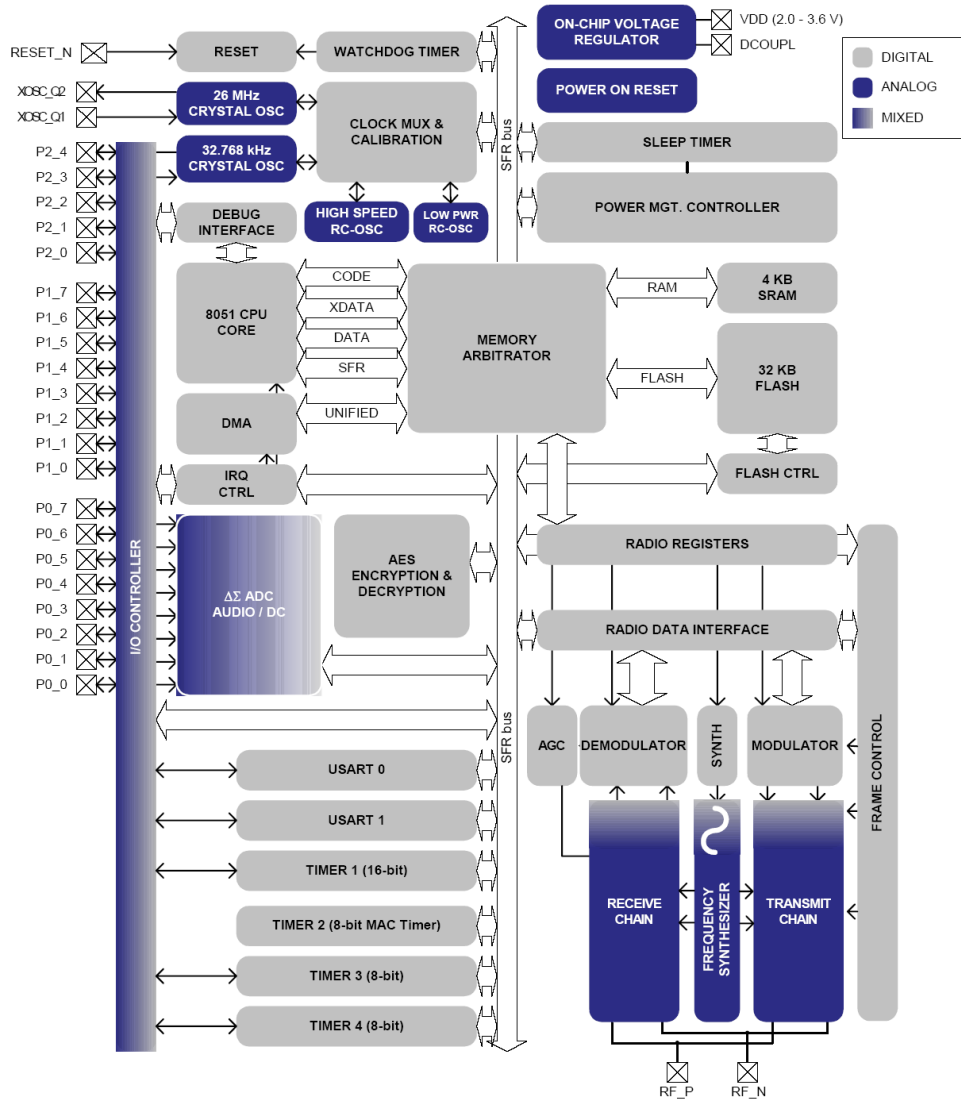 RESET_N
RESET
WATCHDOG TIMER
ON-CHIP VOLTAGE
REGULATOR
VDD (2.0 - 3.6 V)
DCOUPL
DIGITAL
ANALOG
MIXED
XOSC_Q2
XOSC_Q1
26 MHz
CRYSTAL OSC
CLOCK MUX &
CALIBRATION
POWER ON RESET
SFR bus
SLEEP TIMER
32.768 kHz
CRYSTAL OSC
POWER MGT. CONTROLLER
P2_4
P2_3
P2_2
P2_1
P2_0
DEBUG
INTERFACE
HIGH SPEED
RC-OSC
LOW PWR
RC-OSC
P1_7
P1_6
P1_5
P1_4
P1_3
P1_2
P1_1
P1_0
8051 CPU
CORE
CODE
XDATA
DATA
SFR
UNIFIED
MEMORY
ARBITRATOR
RAM
4 KB
SRAM
FLASH
32 KB
FLASH
DMA
IRQ
CTRL
FLASH CTRL
P0_7
P0_6
P0_5
P0_4
P0_3
P0_2
P0_1
P0_0
I/O CONTROLLER
ΔΣ ADC
AUDIO / DC
AES
ENCRYPTION &
DECRYPTION
RADIO REGISTERS
RADIO DATA INTERFACE
SFR bus
AGC
DEMODULATOR
SYNTH
MODULATOR
FRAME CONTROL
USART 0
USART 1
TIMER 1 (16-bit)
TIMER 2 (8-bit MAC Timer)
TIMER 3 (8-bit)
TIMER 4 (8-bit)
RECEIVE
CHAIN
FREQUENCY
SYNTHESIZER
TRANSMIT
CHAIN
RF_P
RF_N